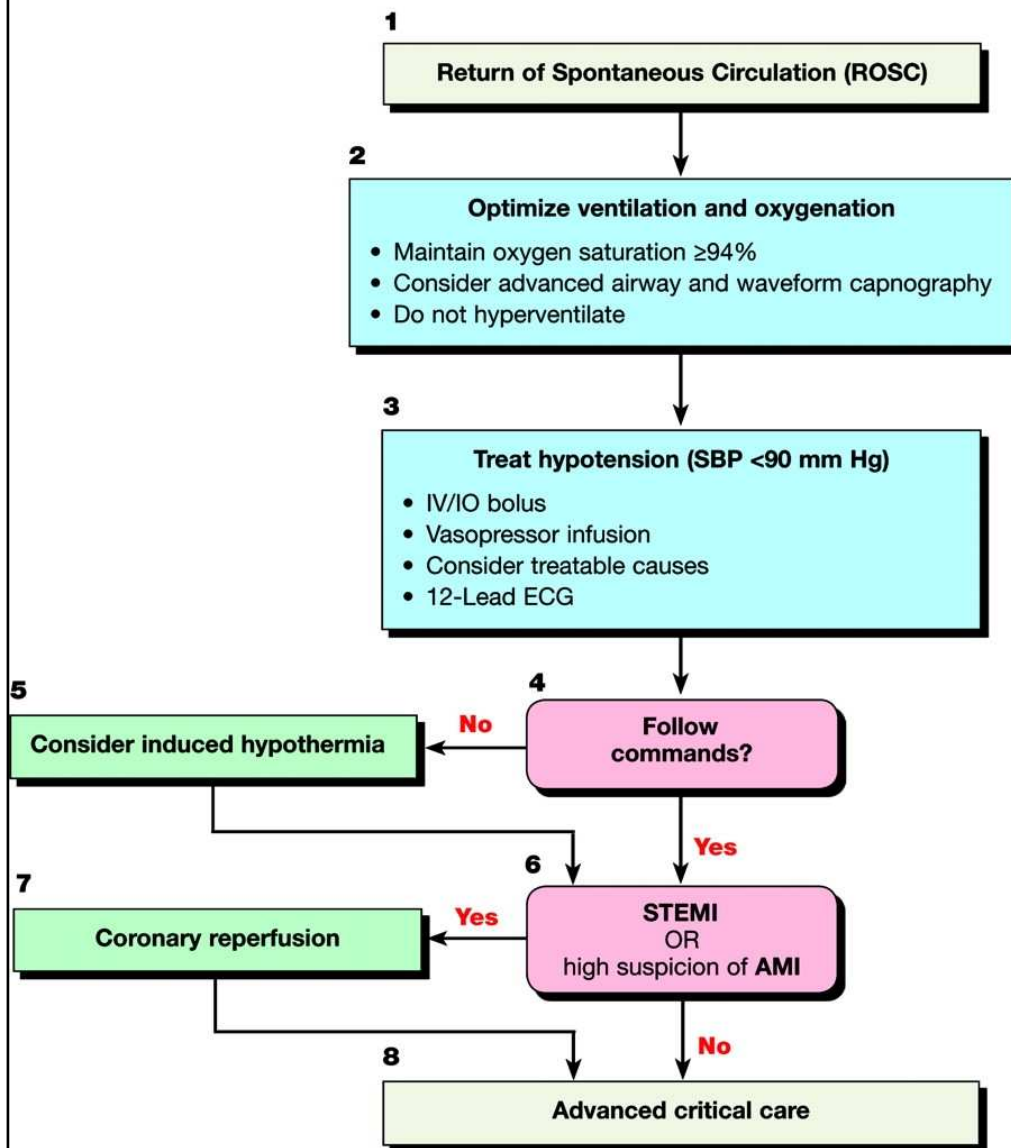 1
Return of Spontaneous Circulation (ROSC)
2
Optimize ventilation and oxygenation
• Maintain oxygen saturation ≥94%
• Consider advanced airway and waveform capnography
• Do not hyperventilate
3
Treat hypotension (SBP <90 mm Hg)
• IV/IO bolus
• Vasopressor infusion
• Consider treatable causes
• 12-Lead ECG
4
Follow
commands?
No
5
Consider induced hypothermia
Yes
6
STEMI
OR
high suspicion of AMI
Yes
7
Coronary reperfusion
No
8
Advanced critical care